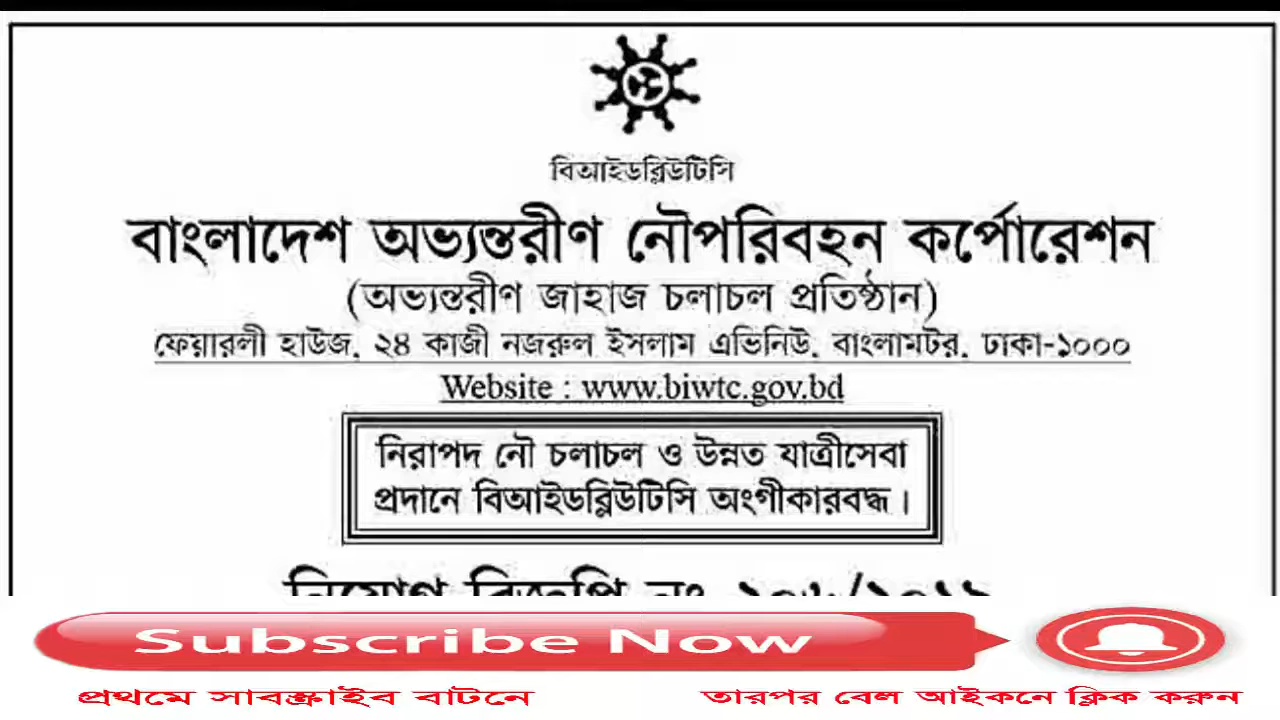 বিআইডব্লিউটিসি
বাংলাদেশ অভ্যন্তরীণ নৌপরিবহন কর্পোরেশন
(অভ্যন্তরীণ জাহাজ চলাচল প্রতিষ্ঠান)
ফেয়ারলী হাউজ, ২৪ কাজী নজরুল ইসলাম এভিনিউ, বাংলামটর, ঢাকা-১০০০
Website : www.biwtc.gov.bd
নিরাপদ নৌ চলাচল ও উন্নত যাত্রীসেবা
প্রদানে বিআইডব্লিউটিসি অংগীকারবদ্ধ।
নিয়োগ বিজ্ঞপ্তি নং
Subscribe Now
প্রথমে সাবস্ক্রাইব বাটনে
তারপর বেল আইকনে ক্লিক করুন